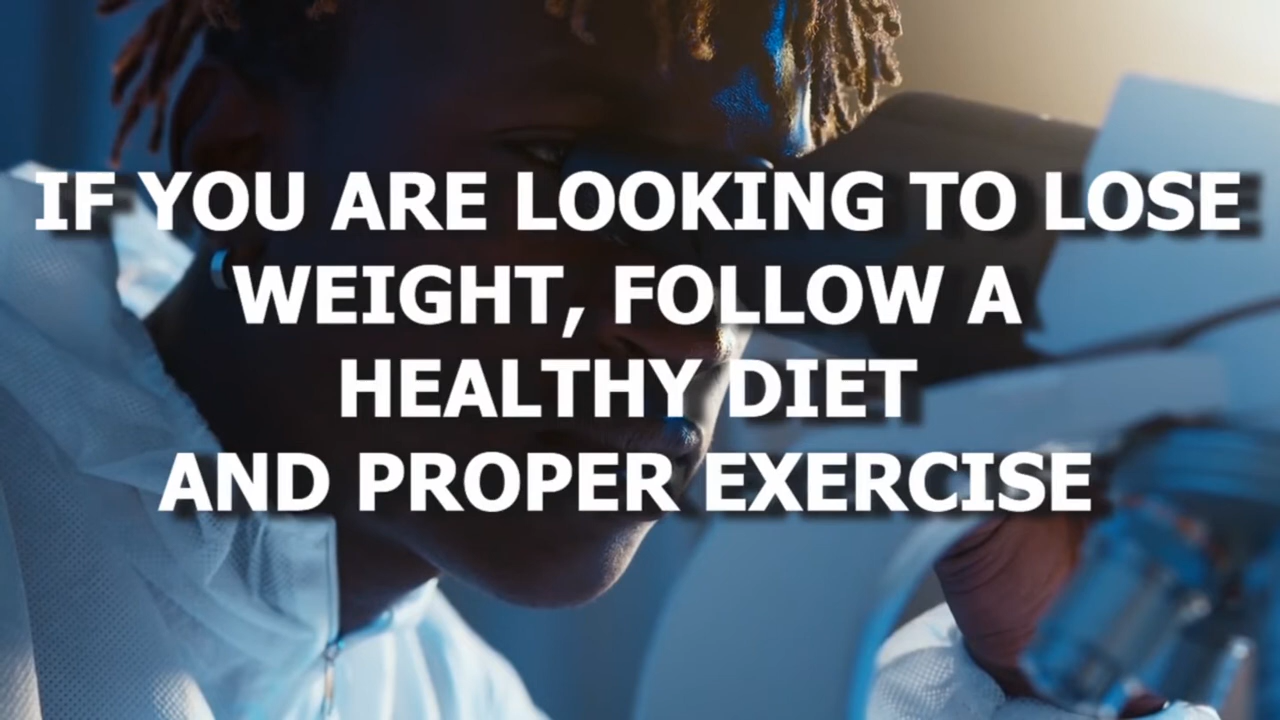 IF YOU ARE LOOKING TO LOSE
WEIGHT, FOLLOW A
HEALTHY DIET
AND PROPER EXERCISE